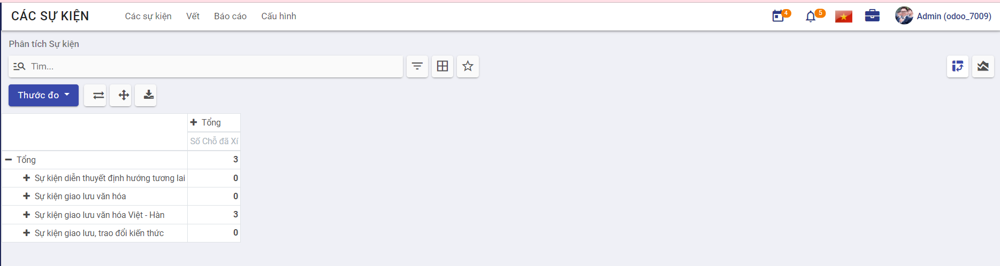 CÁC SỰ KIỆN Các sự kiện Vết Báo cáo Cấu hình 4 5 Admin (odoo_7009)
Phân tích Sự kiện
Tìm...
Thước đo
Tổng
Số Chỗ đã Xí
Tổng 3
Sự kiện diễn thuyết định hướng tương lai 0
Sự kiện giao lưu văn hóa 0
Sự kiện giao lưu văn hóa Việt - Hàn 3
Sự kiện giao lưu, trao đổi kiến thức 0